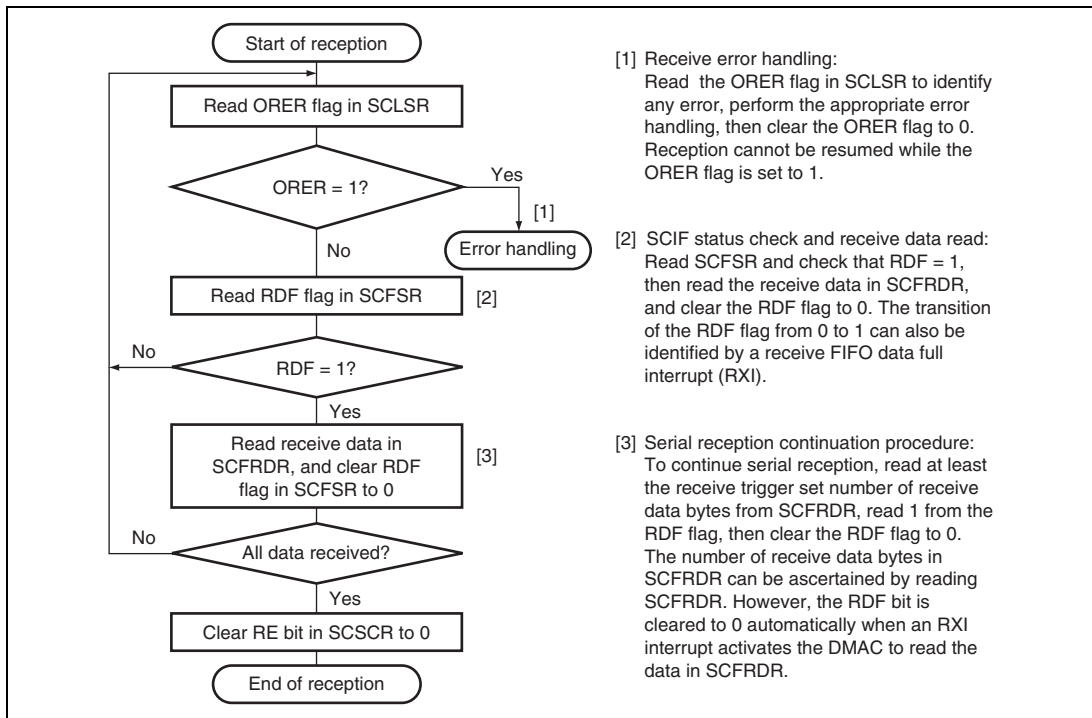 Start of reception
Read ORER flag in SCLSR
ORER = 1?
Yes
[1]
Error handling
No
Read RDF flag in SCFSR
[2]
No
RDF = 1?
Yes
Read receive data in
SCFRDR, and clear RDF
flag in SCFSR to 0
[3]
No
All data received?
Yes
Clear RE bit in SCSCR to 0
End of reception
[1] Receive error handling:
Read the ORER flag in SCLSR to identify
any error, perform the appropriate error
handling, then clear the ORER flag to 0.
Reception cannot be resumed while the
ORER flag is set to 1.
[2] SCIF status check and receive data read:
Read SCFSR and check that RDF = 1,
then read the receive data in SCFRDR,
and clear the RDF flag to 0. The transition
of the RDF flag from 0 to 1 can also be
identified by a receive FIFO data full
interrupt (RXI).
[3] Serial reception continuation procedure:
To continue serial reception, read at least
the receive trigger set number of receive
data bytes from SCFRDR, read 1 from the
RDF flag, then clear the RDF flag to 0.
The number of receive data bytes in
SCFRDR can be ascertained by reading
SCFRDR. However, the RDF bit is
cleared to 0 automatically when an RXI
interrupt activates the DMAC to read the
data in SCFRDR.